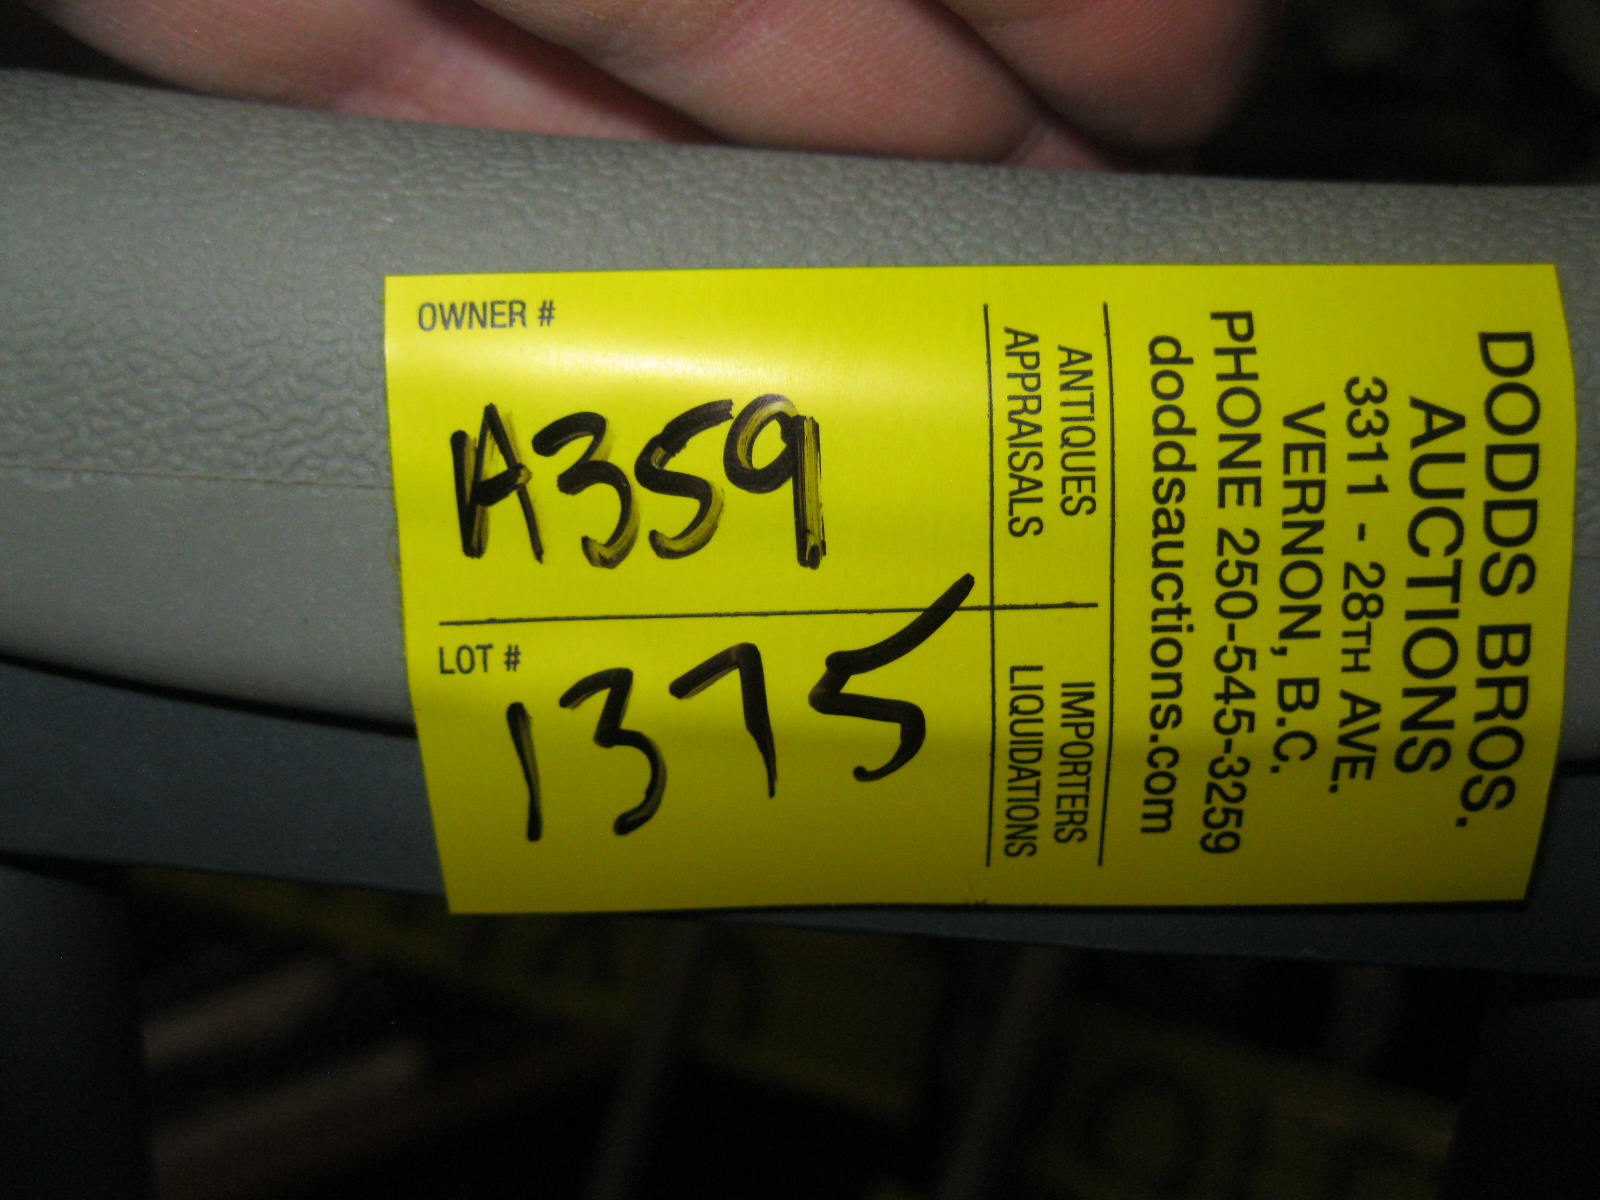 OWNER #
A359
LOT #
1375
ANTIQUES
APPRAISALS
IMPORTERS
LIQUIDATIONS
DODDS BROS.
AUCTIONS
3311 - 28TH AVE.
VERNON, B.C.
PHONE 250-545-3259
doddsauctions.com